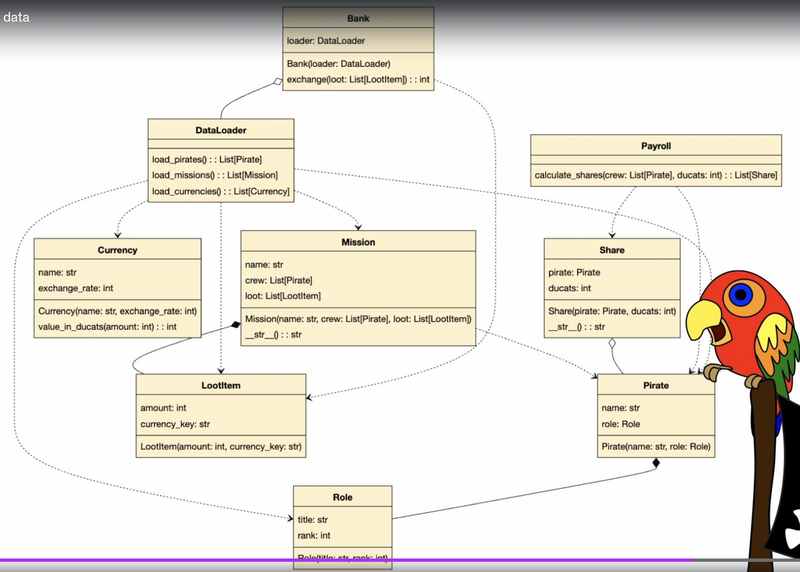 data
Bank
loader: DataLoader
Bank(loader: DataLoader)
exchange(loot: List[LootItem]) : : int
DataLoader
load_pirates() : : List[Pirate]
load_missions() : : List[Mission]
load_currencies() : : List[Currency]
Payroll
calculate_shares(crew: List[Pirate], ducats: int) : : List[Share]
Currency
name: str
exchange_rate: int
Currency(name: str, exchange_rate: int)
value_in_ducats(amount: int) : : int
Mission
name: str
crew: List[Pirate]
loot: List[LootItem]
Mission(name: str, crew: List[Pirate], loot: List[LootItem])
__str__() : : str
Share
pirate: Pirate
ducats: int
Share(pirate: Pirate, ducats: int)
__str__() : : str
LootItem
amount: int
currency_key: str
LootItem(amount: int, currency_key: str)
Pirate
name: str
role: Role
Pirate(name: str, role: Role)
Role
title: str
rank: int
Role(title: str, rank: int)